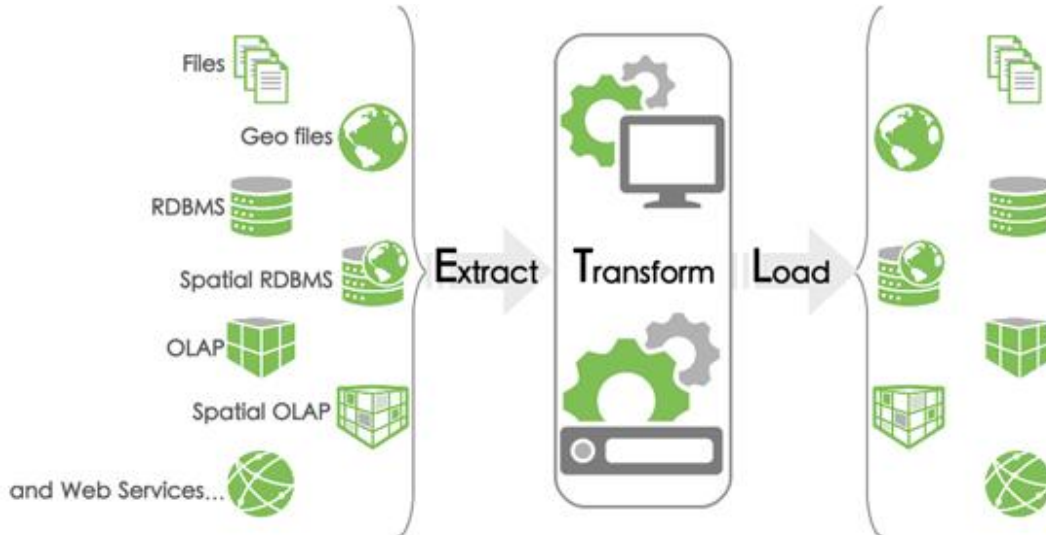 Files
Geo files
RDBMS
Spatial RDBMS
Extract
Transform
Load
OLAP
Spatial OLAP
and Web Services...